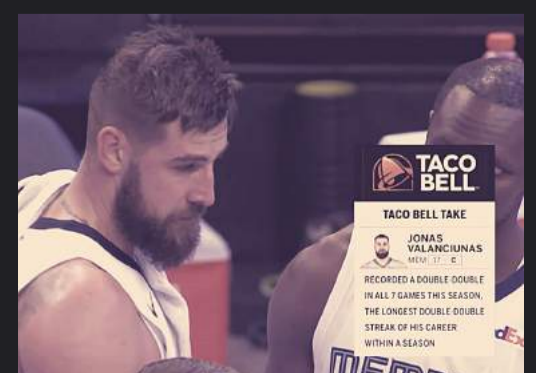 TACO
BELL
TACO BELL TAKE
JONAS
VALANCIUNAS
MEM 17 C
RECORDED A DOUBLE-DOUBLE
IN ALL 7 GAMES THIS SEASON,
THE LONGEST DOUBLE-DOUBLE
STREAK OF HIS CAREER
WITHIN A SEASON
FedEx